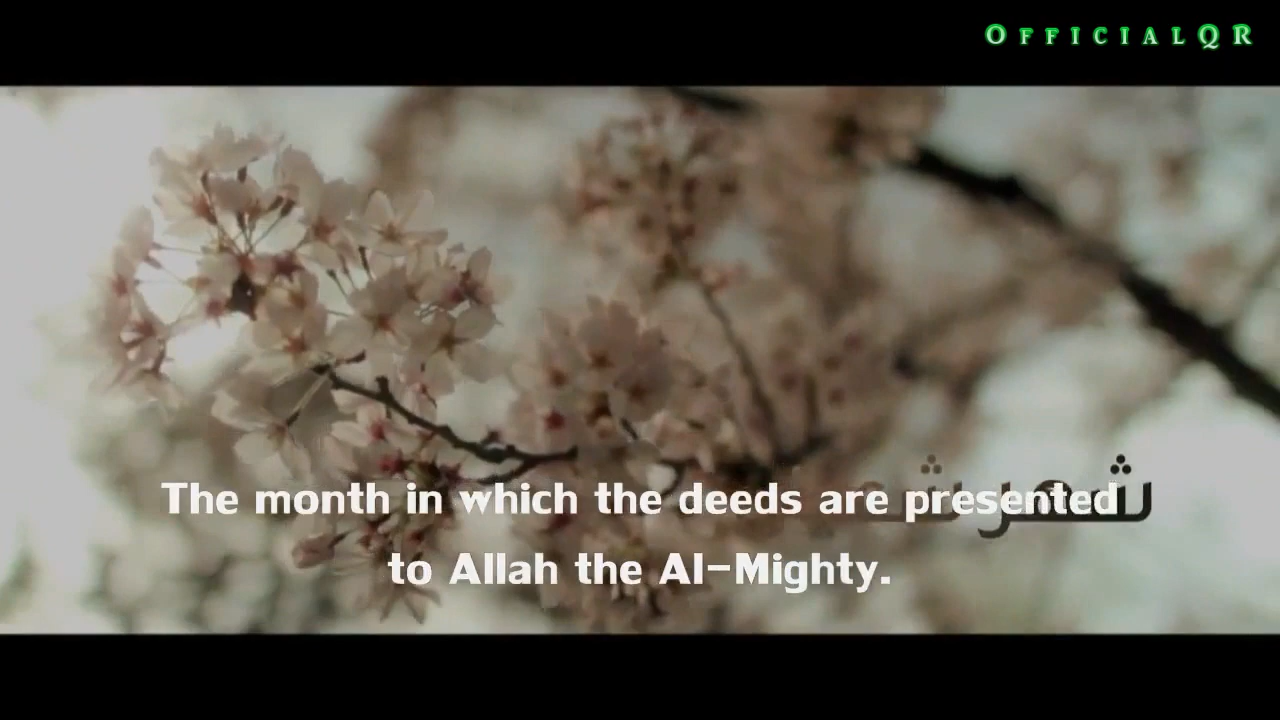 OFFICIALQR
The month in which the deeds are presented
to Allah the Al-Mighty.